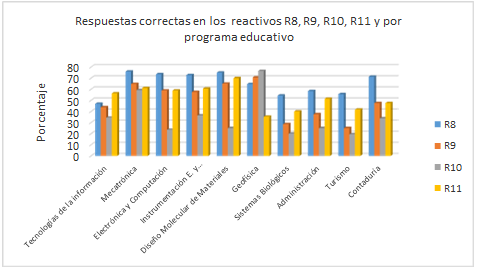 Respuestas correctas en los reactivos R8, R9, R10, R11 y por
programa educativo
Porcentaje
80
70
60
50
40
30
20
10
0
Tecnologías de la información
Mecatrónica
Electrónica y Computación
Instrumentación E. y...
Diseño Molecular de Materiales
Geofísica
Sistemas Biológicos
Administración
Turismo
Contaduría
R8
R9
R10
R11